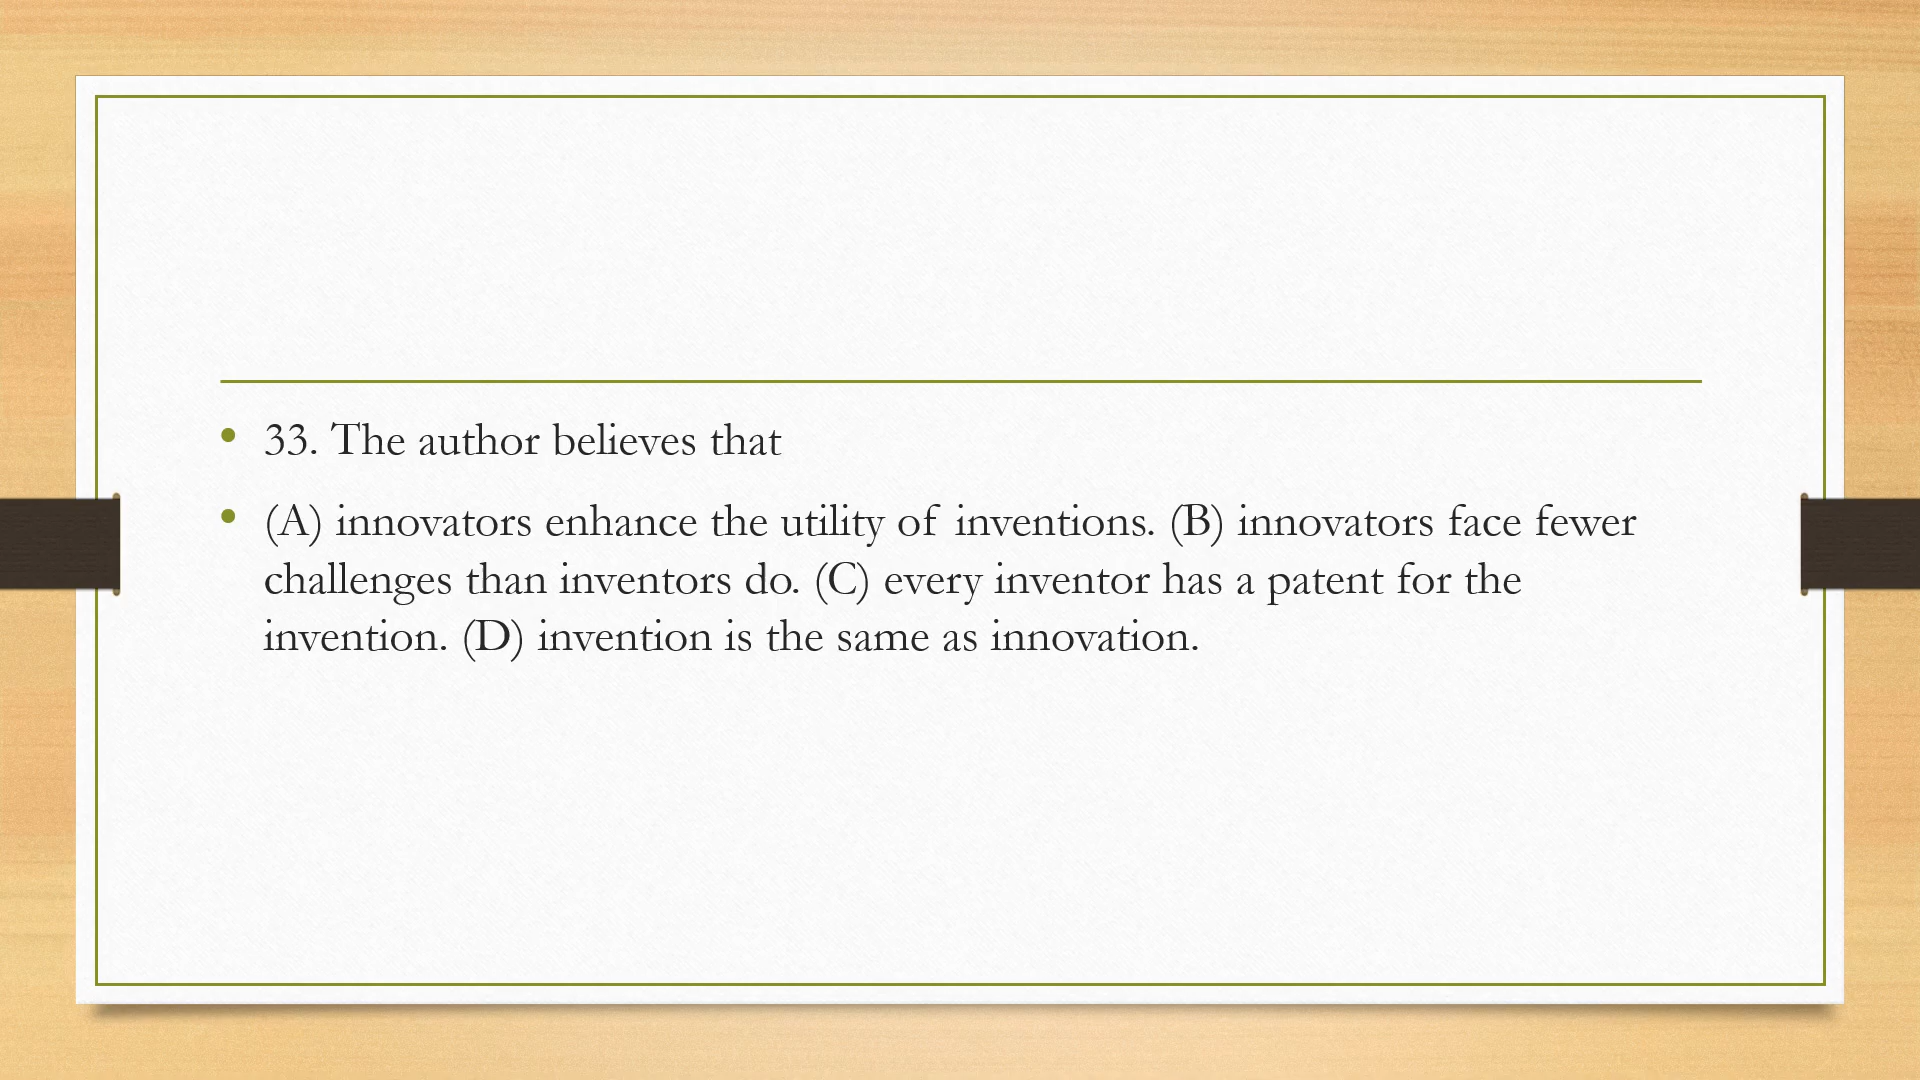 • 33. The author believes that
• (A) innovators enhance the utility of inventions. (B) innovators face fewer
challenges than inventors do. (C) every inventor has a patent for the
invention. (D) invention is the same as innovation.